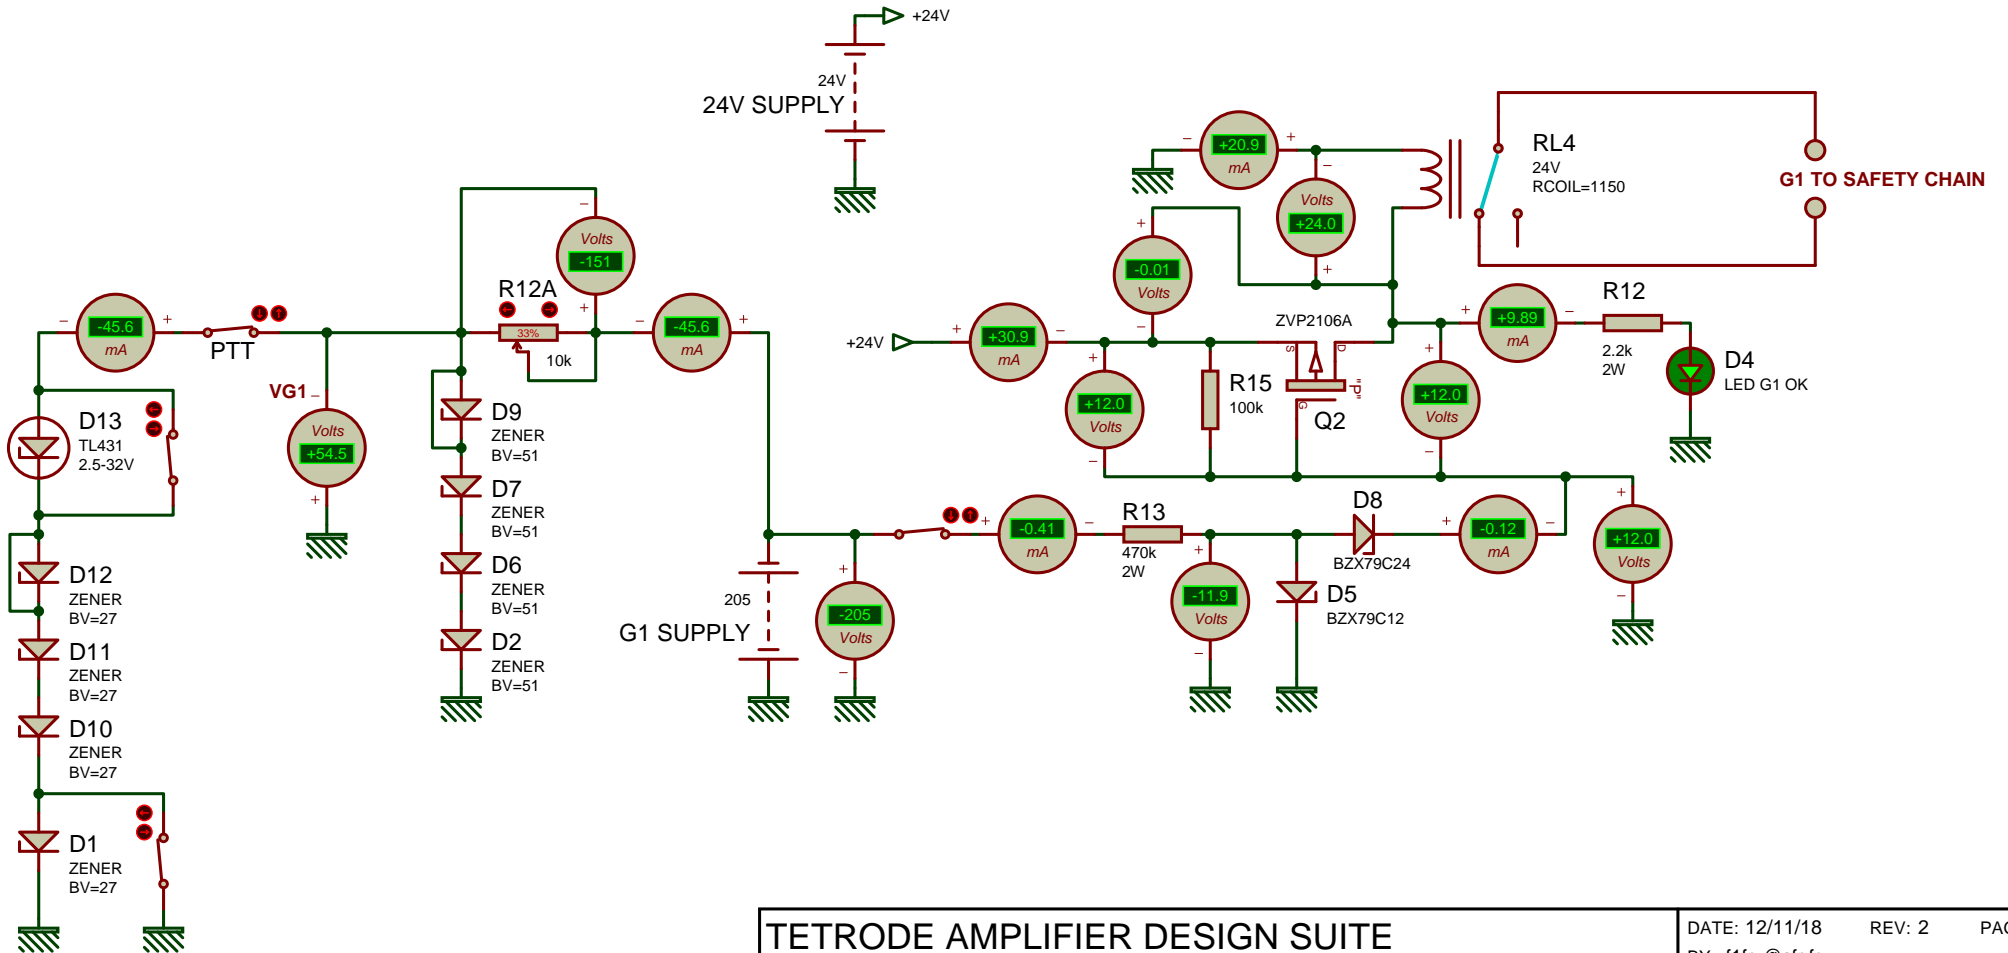 +24V
24V
24V SUPPLY
+20.9
mA
Volts
+24.0
RL4
24V
RCOIL=1150
G1 TO SAFETY CHAIN
Volts
-151
R12A
33%
10k
-45.6
mA
PTT
-45.6
mA
-0.01
Volts
+24V
+30.9
mA
ZVP2106A
S
D
G
"P"
Q2
+9.89
mA
R12
2.2k
2W
D4
LED G1 OK
VG1
Volts
+54.5
D13
TL431
2.5-32V
D9
ZENER
BV=51
D7
ZENER
BV=51
D6
ZENER
BV=51
D2
ZENER
BV=51
+12.0
Volts
R15
100k
+12.0
Volts
D12
ZENER
BV=27
D11
ZENER
BV=27
D10
ZENER
BV=27
D1
ZENER
BV=27
205
G1 SUPPLY
-205
Volts
-0.41
mA
R13
470k
2W
-11.9
Volts
D8
BZX79C24
D5
BZX79C12
-0.12
mA
+12.0
Volts
TETRODE AMPLIFIER DESIGN SUITE
DATE: 12/11/18 REV: 2